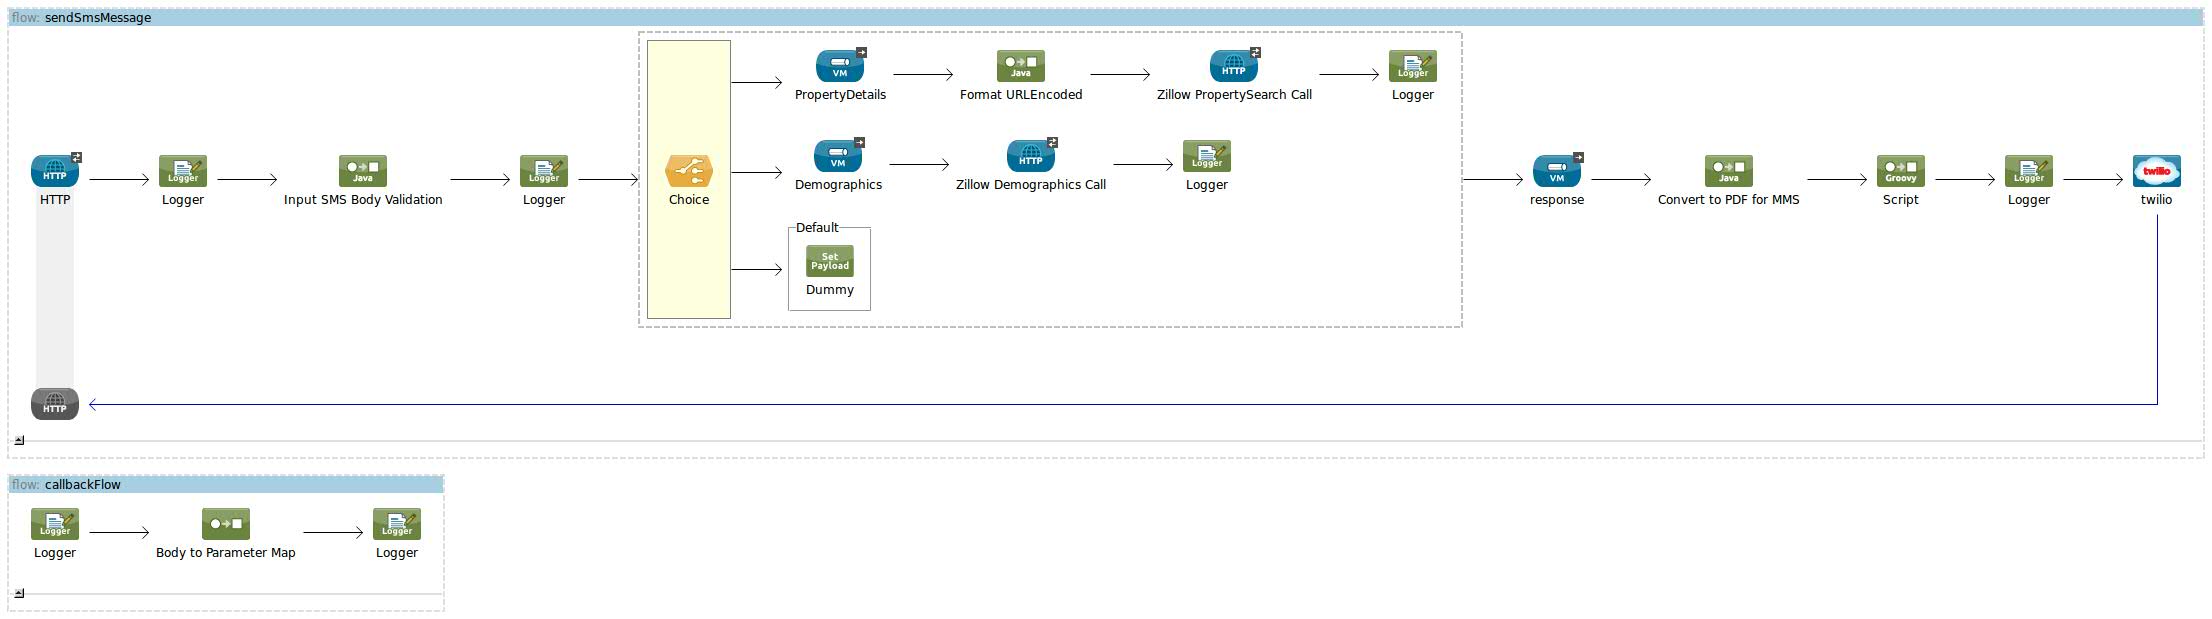 flow: sendSmsMessage
VM
PropertyDetails
Java
Format URLEncoded
HTTP
Zillow PropertySearch Call
Logger
Logger
HTTP
HTTP
Logger
Logger
Java
Input SMS Body Validation
Logger
Logger
Choice
VM
Demographics
HTTP
Zillow Demographics Call
Logger
Logger
Default
Set
Payload
Dummy
VM
response
Java
Convert to PDF for MMS
Groovy
Script
Logger
Logger
twilio
twilio
HTTP
flow: callbackFlow
Logger
Logger
Body to Parameter Map
Logger
Logger